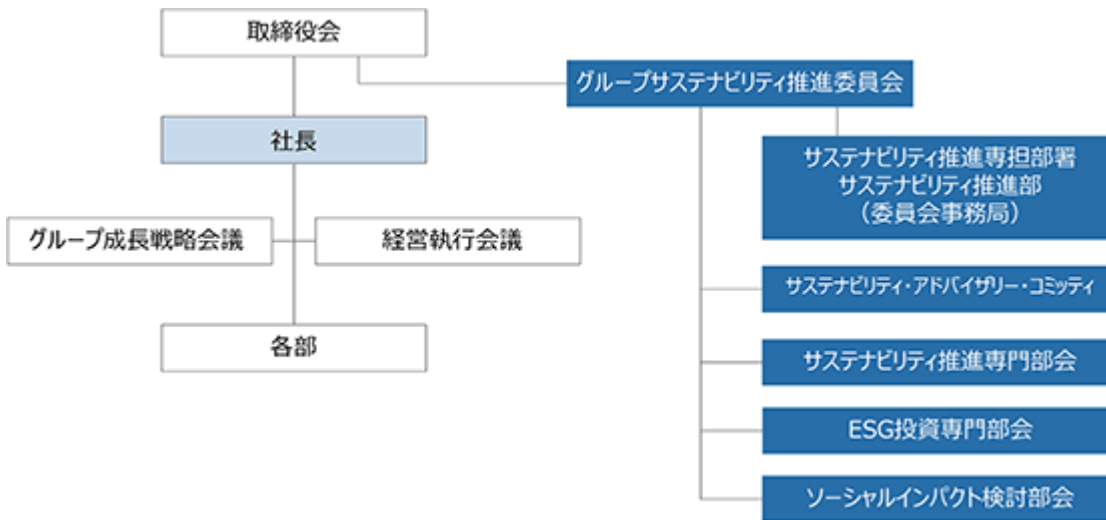 取締役会
グループサステナビリティ推進委員会
社長
サステナビリティ推進専担部署
サステナビリティ推進部
（委員会事務局）
グループ成長戦略会議
経営執行会議
サステナビリティ・アドバイザリー・コミッティ
各部
サステナビリティ推進専門部会
ESG投資専門部会
ソーシャルインパクト検討部会